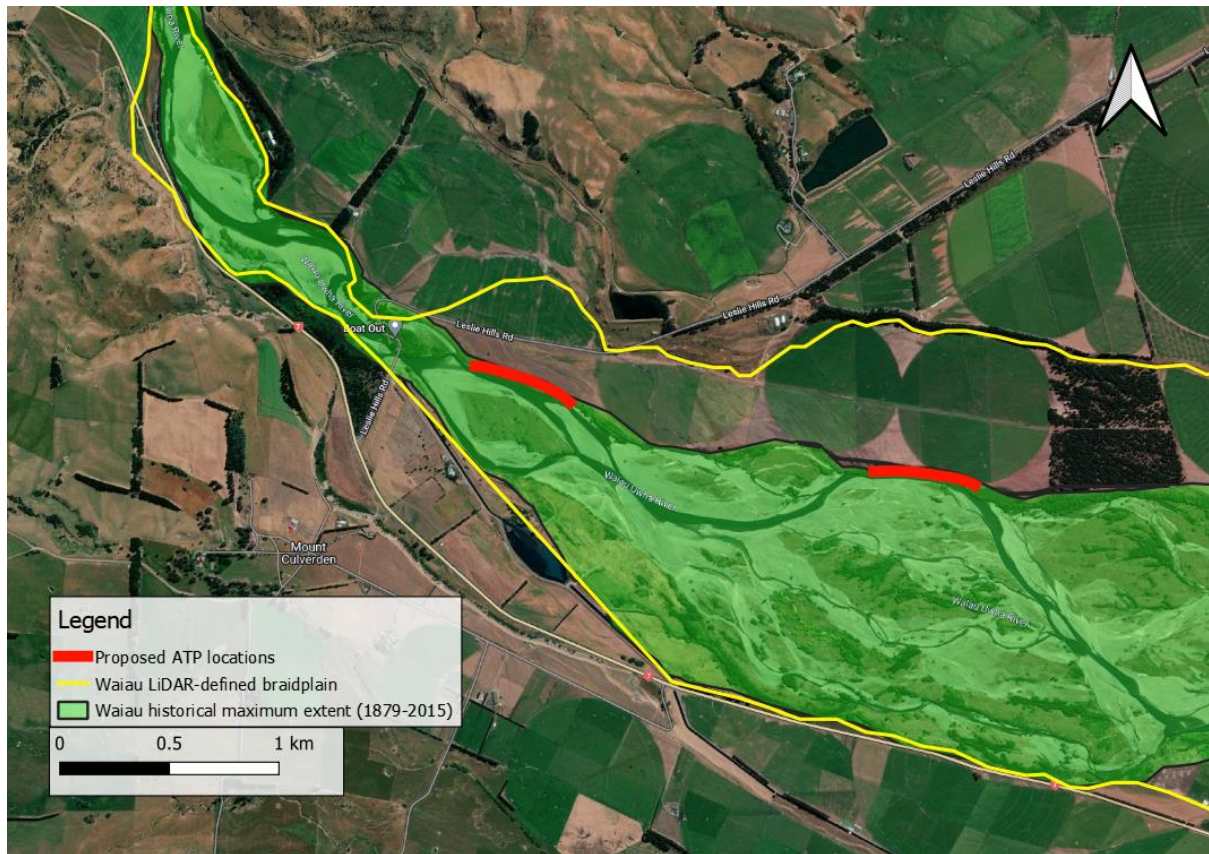 Waiau Uwha River
Boat Out
Leslie Hills Rd
Leslie Hills Rd
Leslie Hills Rd
Leslie Hills Rd
7
Waiau Uwha River
Waiau Uwha River
Mount
Culverden
7
Legend
Proposed ATP locations
Waiau LiDAR-defined braidplain
Waiau historical maximum extent (1879-2015)
0 0.5 1 km